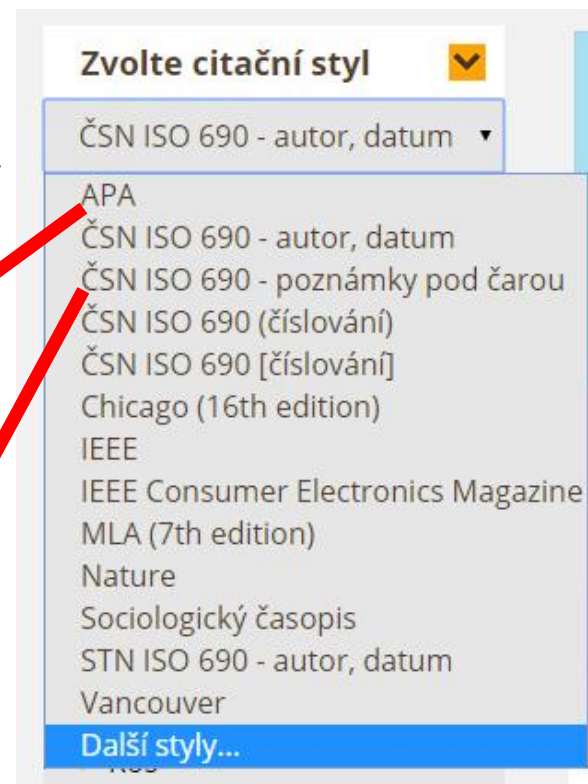 Zvolte citační styl
ČSN ISO 690 - autor, datum
APA
ČSN ISO 690 - autor, datum
ČSN ISO 690 - poznámky pod čarou
ČSN ISO 690 (číslování)
ČSN ISO 690 [číslování]
Chicago (16th edition)
IEEE
IEEE Consumer Electronics Magazine
MLA (7th edition)
Nature
Sociologický časopis
STN ISO 690 - autor, datum
Vancouver
Další styly...